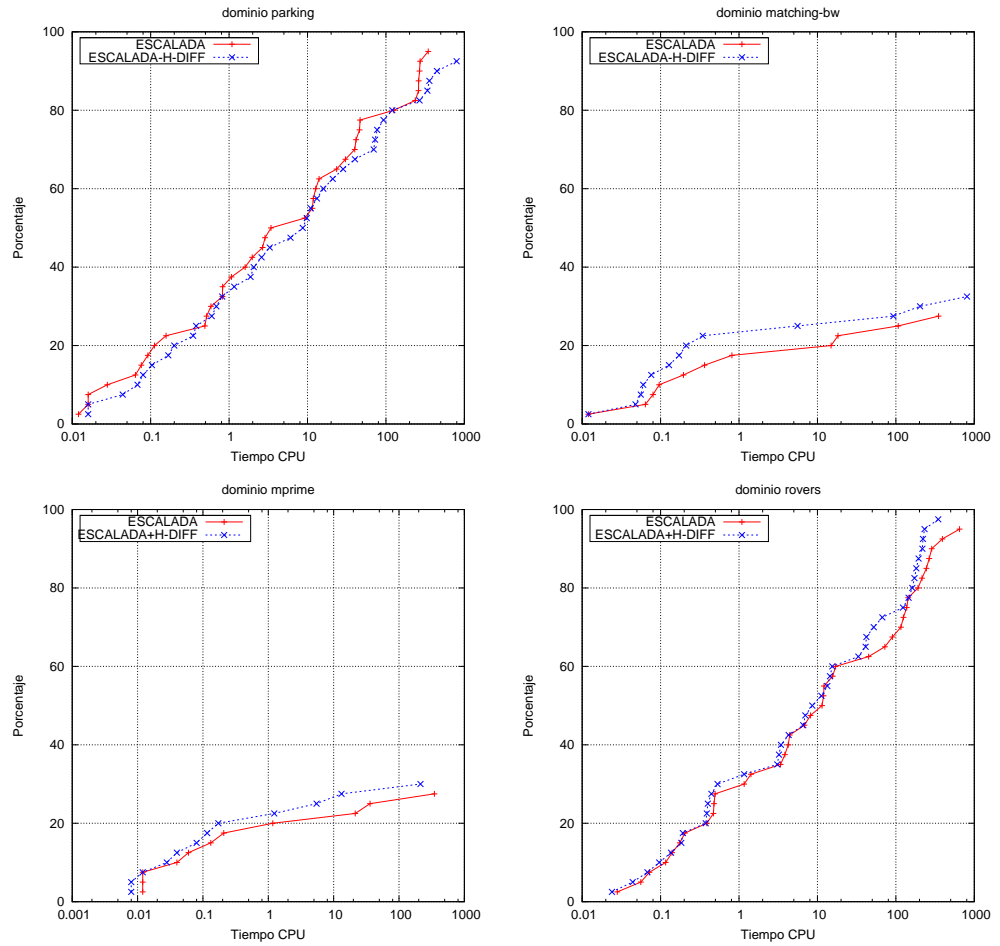 dominio parking
100
80
60
40
20
0
Porcentaje
ESCALADA
ESCALADA-H-DIFF
0.01 0.1 1 10 100 1000
Tiempo CPU
dominio matching-bw
100
80
60
40
20
0
Porcentaje
ESCALADA
ESCALADA-H-DIFF
0.01 0.1 1 10 100 1000
Tiempo CPU
dominio mprime
100
80
60
40
20
0
Porcentaje
ESCALADA
ESCALADA+H-DIFF
0.001 0.01 0.1 1 10 100 1000
Tiempo CPU
dominio rovers
100
80
60
40
20
0
Porcentaje
ESCALADA
ESCALADA+H-DIFF
0.01 0.1 1 10 100 1000
Tiempo CPU